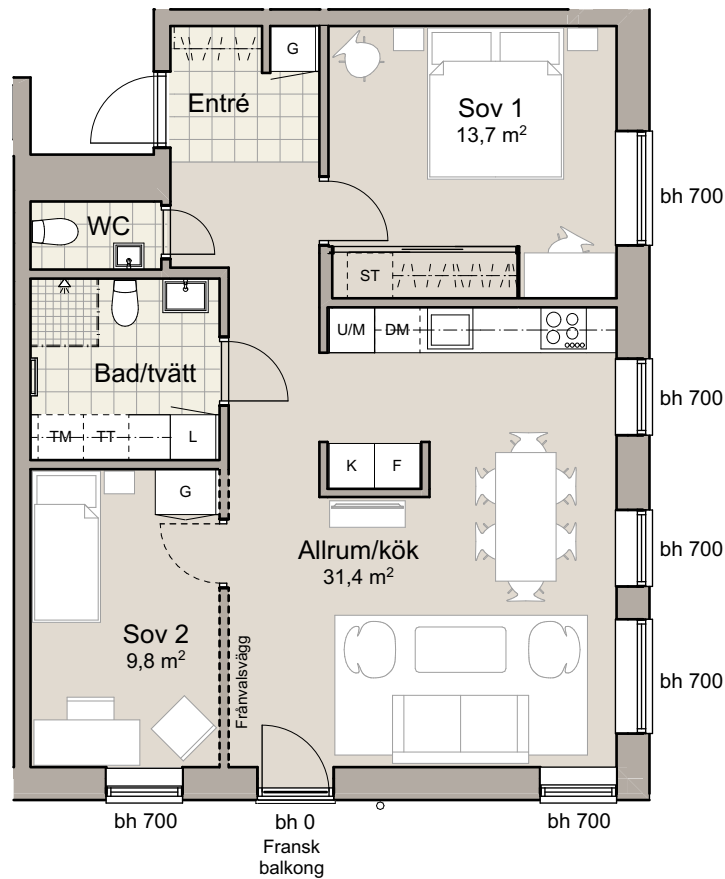 G
Entré
Sov 1
13,7 m²
bh 700
WC
ST
U/M
DM
Bad/tvätt
bh 700
TM
TT
L
K
F
G
Allrum/kök
31,4 m²
bh 700
Sov 2
9,8 m²
Frånvalsvägg
bh 700
bh 700
bh 0
Fransk
balkong
bh 700